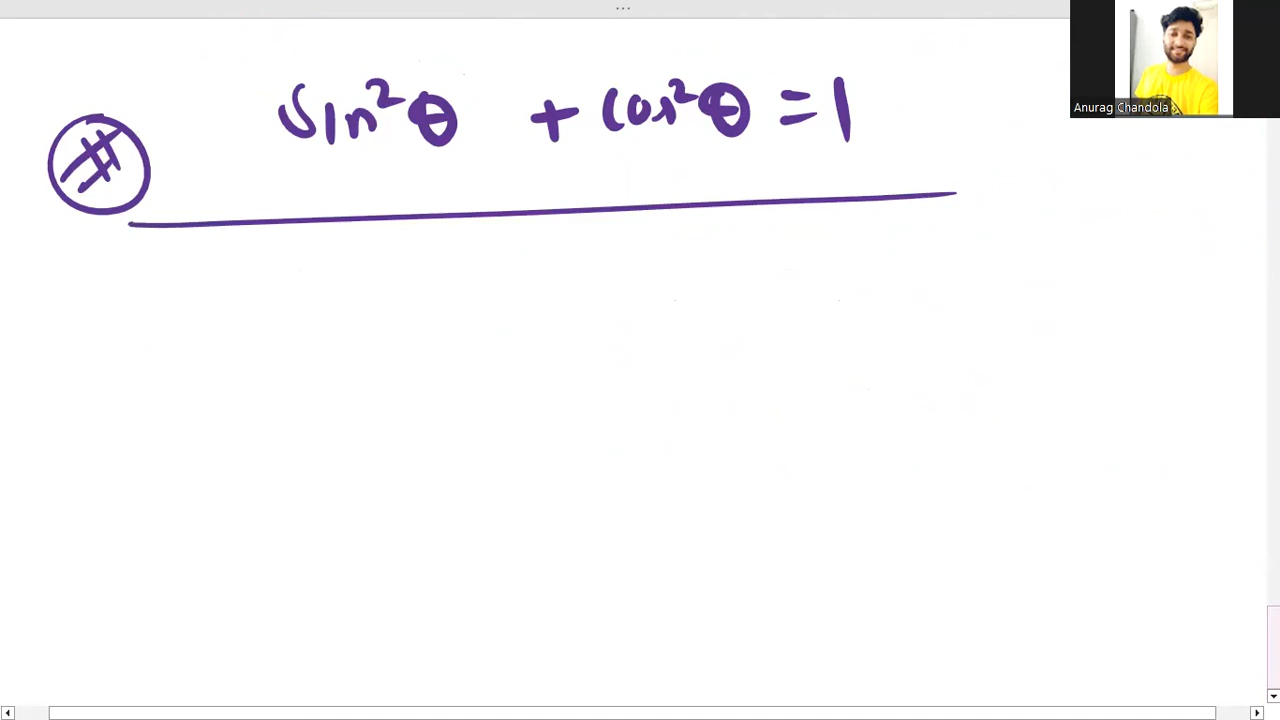 sin²θ + cos²θ = 1
#
Anurag Chandola